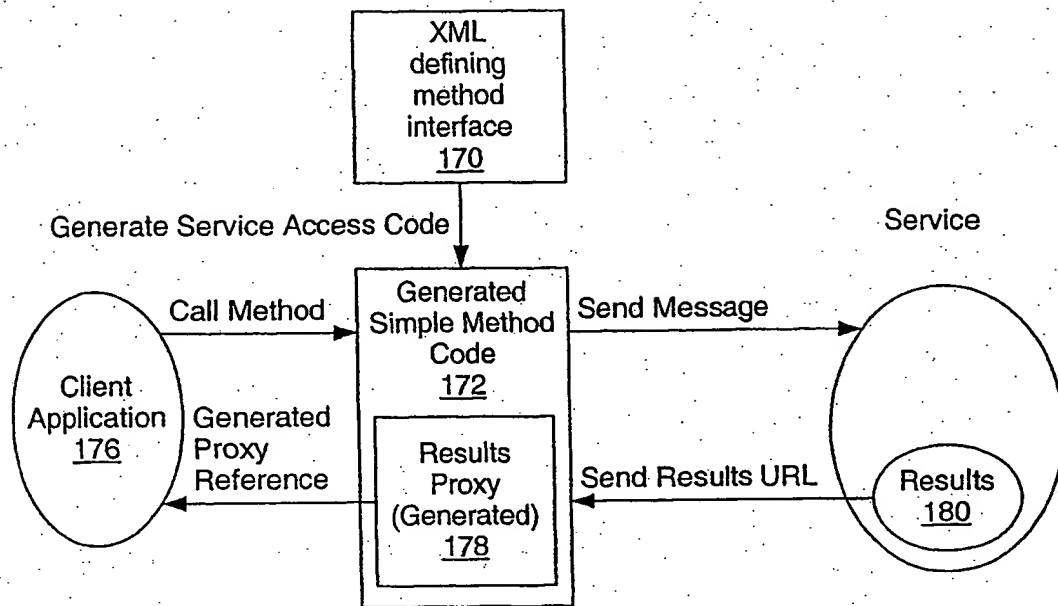 XML
defining
method
interface
170
Generate Service Access Code
Service
Call Method
Generated
Simple Method
Code
172
Send Message
Client
Application
176
Generated
Proxy
Reference
Results
Proxy
(Generated)
178
Send Results URL
Results
180